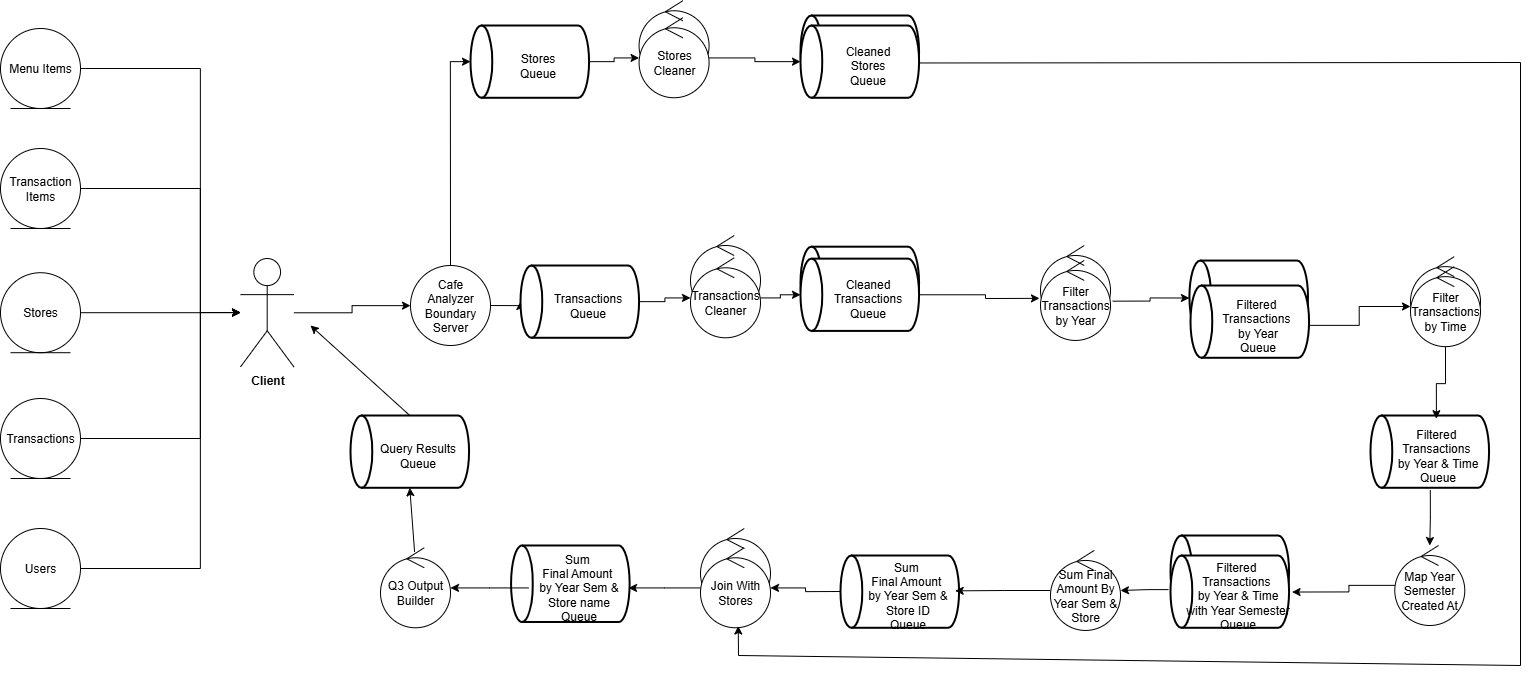 Menu Items
Transaction
Items
Stores
Transactions
Users
Client
Cafe
Analyzer
Boundary
Server
Stores
Queue
Stores
Cleaner
Cleaned
Stores
Queue
Transactions
Queue
Transactions
Cleaner
Cleaned
Transactions
Queue
Filter
Transactions
by Year
Filtered
Transactions
by Year
Queue
Filter
Transactions
by Time
Filtered
Transactions
by Year & Time
Queue
Map Year
Semester
Created At
Filtered
Transactions
by Year & Time
with Year Semester
Queue
Sum Final
Amount By
Year Sem &
Store
Sum
Final Amount
by Year Sem &
Store ID
Queue
Join With
Stores
Sum
Final Amount
by Year Sem &
Store name
Queue
Q3 Output
Builder
Query Results
Queue